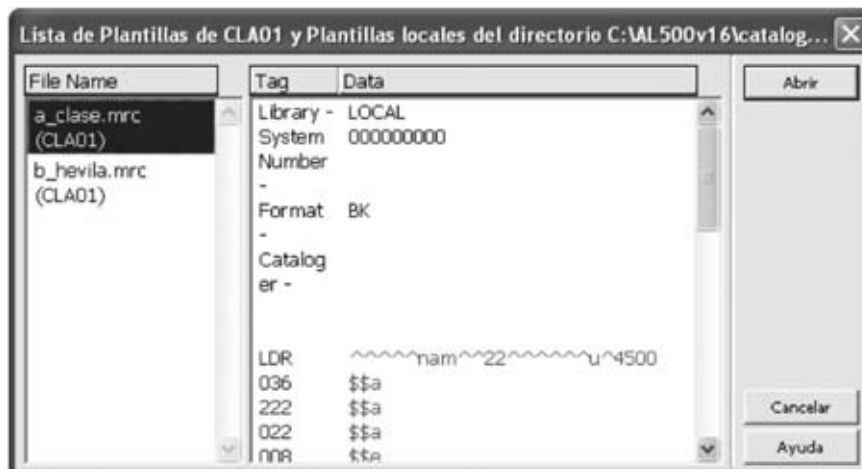 Lista de Plantillas de CLA01 y Plantillas locales del directorio C:\AL500v16\catalog...
File Name
a_clase.mrc
(CLA01)
b_hevila.mrc
(CLA01)
Tag Data
Library - LOCAL
System 000000000
Number
-
Format BK
-
Catalog
er -
LDR ^^^^^nam^^22^^^^^^u^4500
036 $$a
222 $$a
022 $$a
008 $$a
Abrir
Cancelar
Ayuda